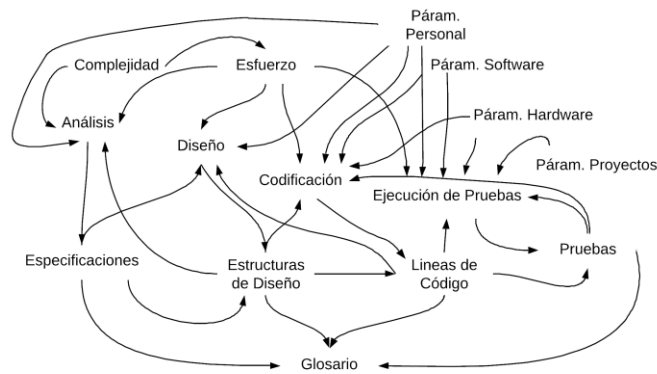 Páram.
Personal
Complejidad
Esfuerzo
Páram. Software
Análisis
Páram. Hardware
Diseño
Páram. Proyectos
Codificación
Ejecución de Pruebas
Especificaciones
Estructuras
de Diseño
Lineas de
Código
Pruebas
Glosario